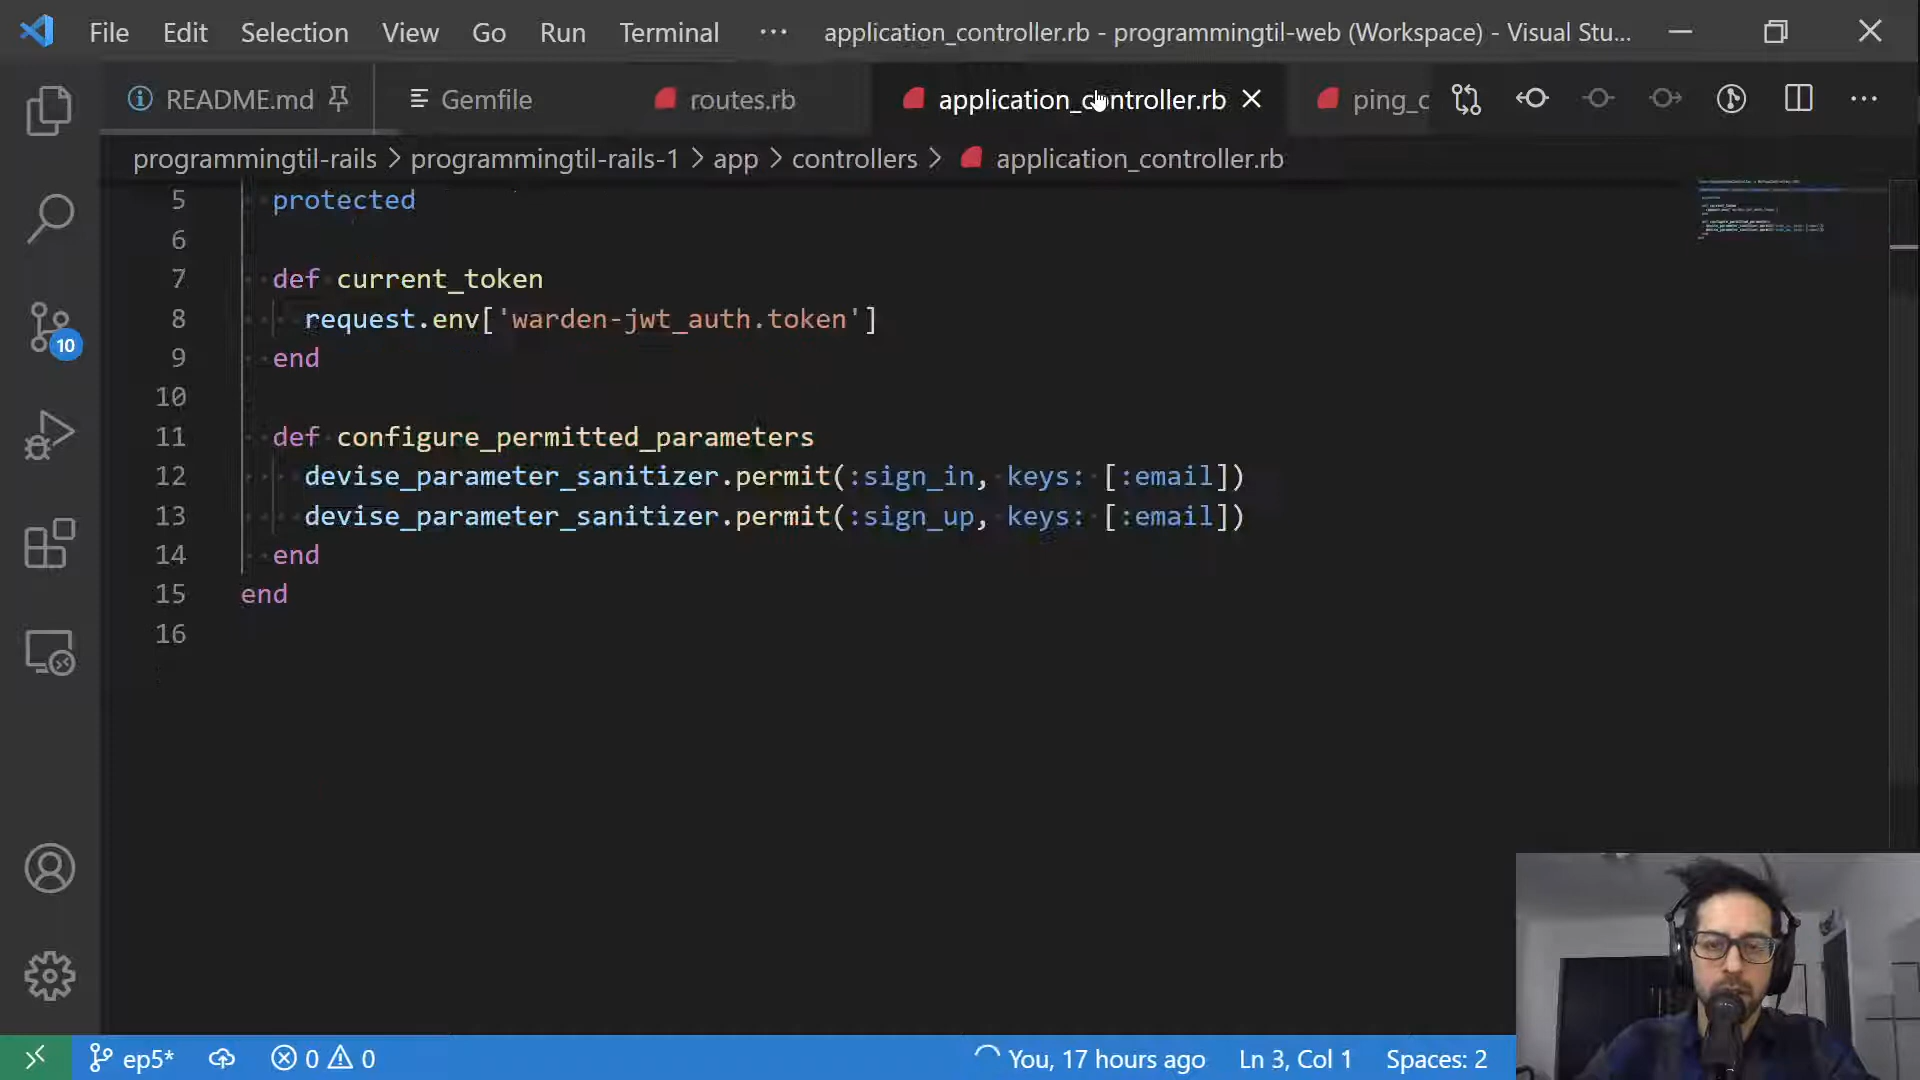 File Edit Selection View Go Run Terminal ··· application_controller.rb - programmingtil-web (Workspace) - Visual Stu...
README.md Gemfile routes.rb application_controller.rb ping_c
programmingtil-rails > programmingtil-rails-1 > app > controllers > application_controller.rb
5 protected
6
7 def current_token
8 request.env['warden-jwt_auth.token']
9 end
10
11 def configure_permitted_parameters
12 devise_parameter_sanitizer.permit(:sign_in, keys: [:email])
13 devise_parameter_sanitizer.permit(:sign_up, keys: [:email])
14 end
15 end
16
10
ep5* 0 0 You, 17 hours ago Ln 3, Col 1 Spaces: 2